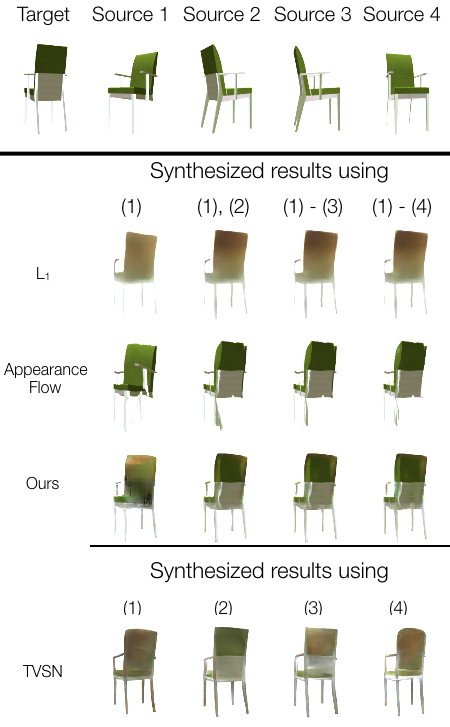 Target Source 1 Source 2 Source 3 Source 4
Synthesized results using
(1) (1), (2) (1) - (3) (1) - (4)
L₁
Appearance
Flow
Ours
Synthesized results using
(1) (2) (3) (4)
TVSN